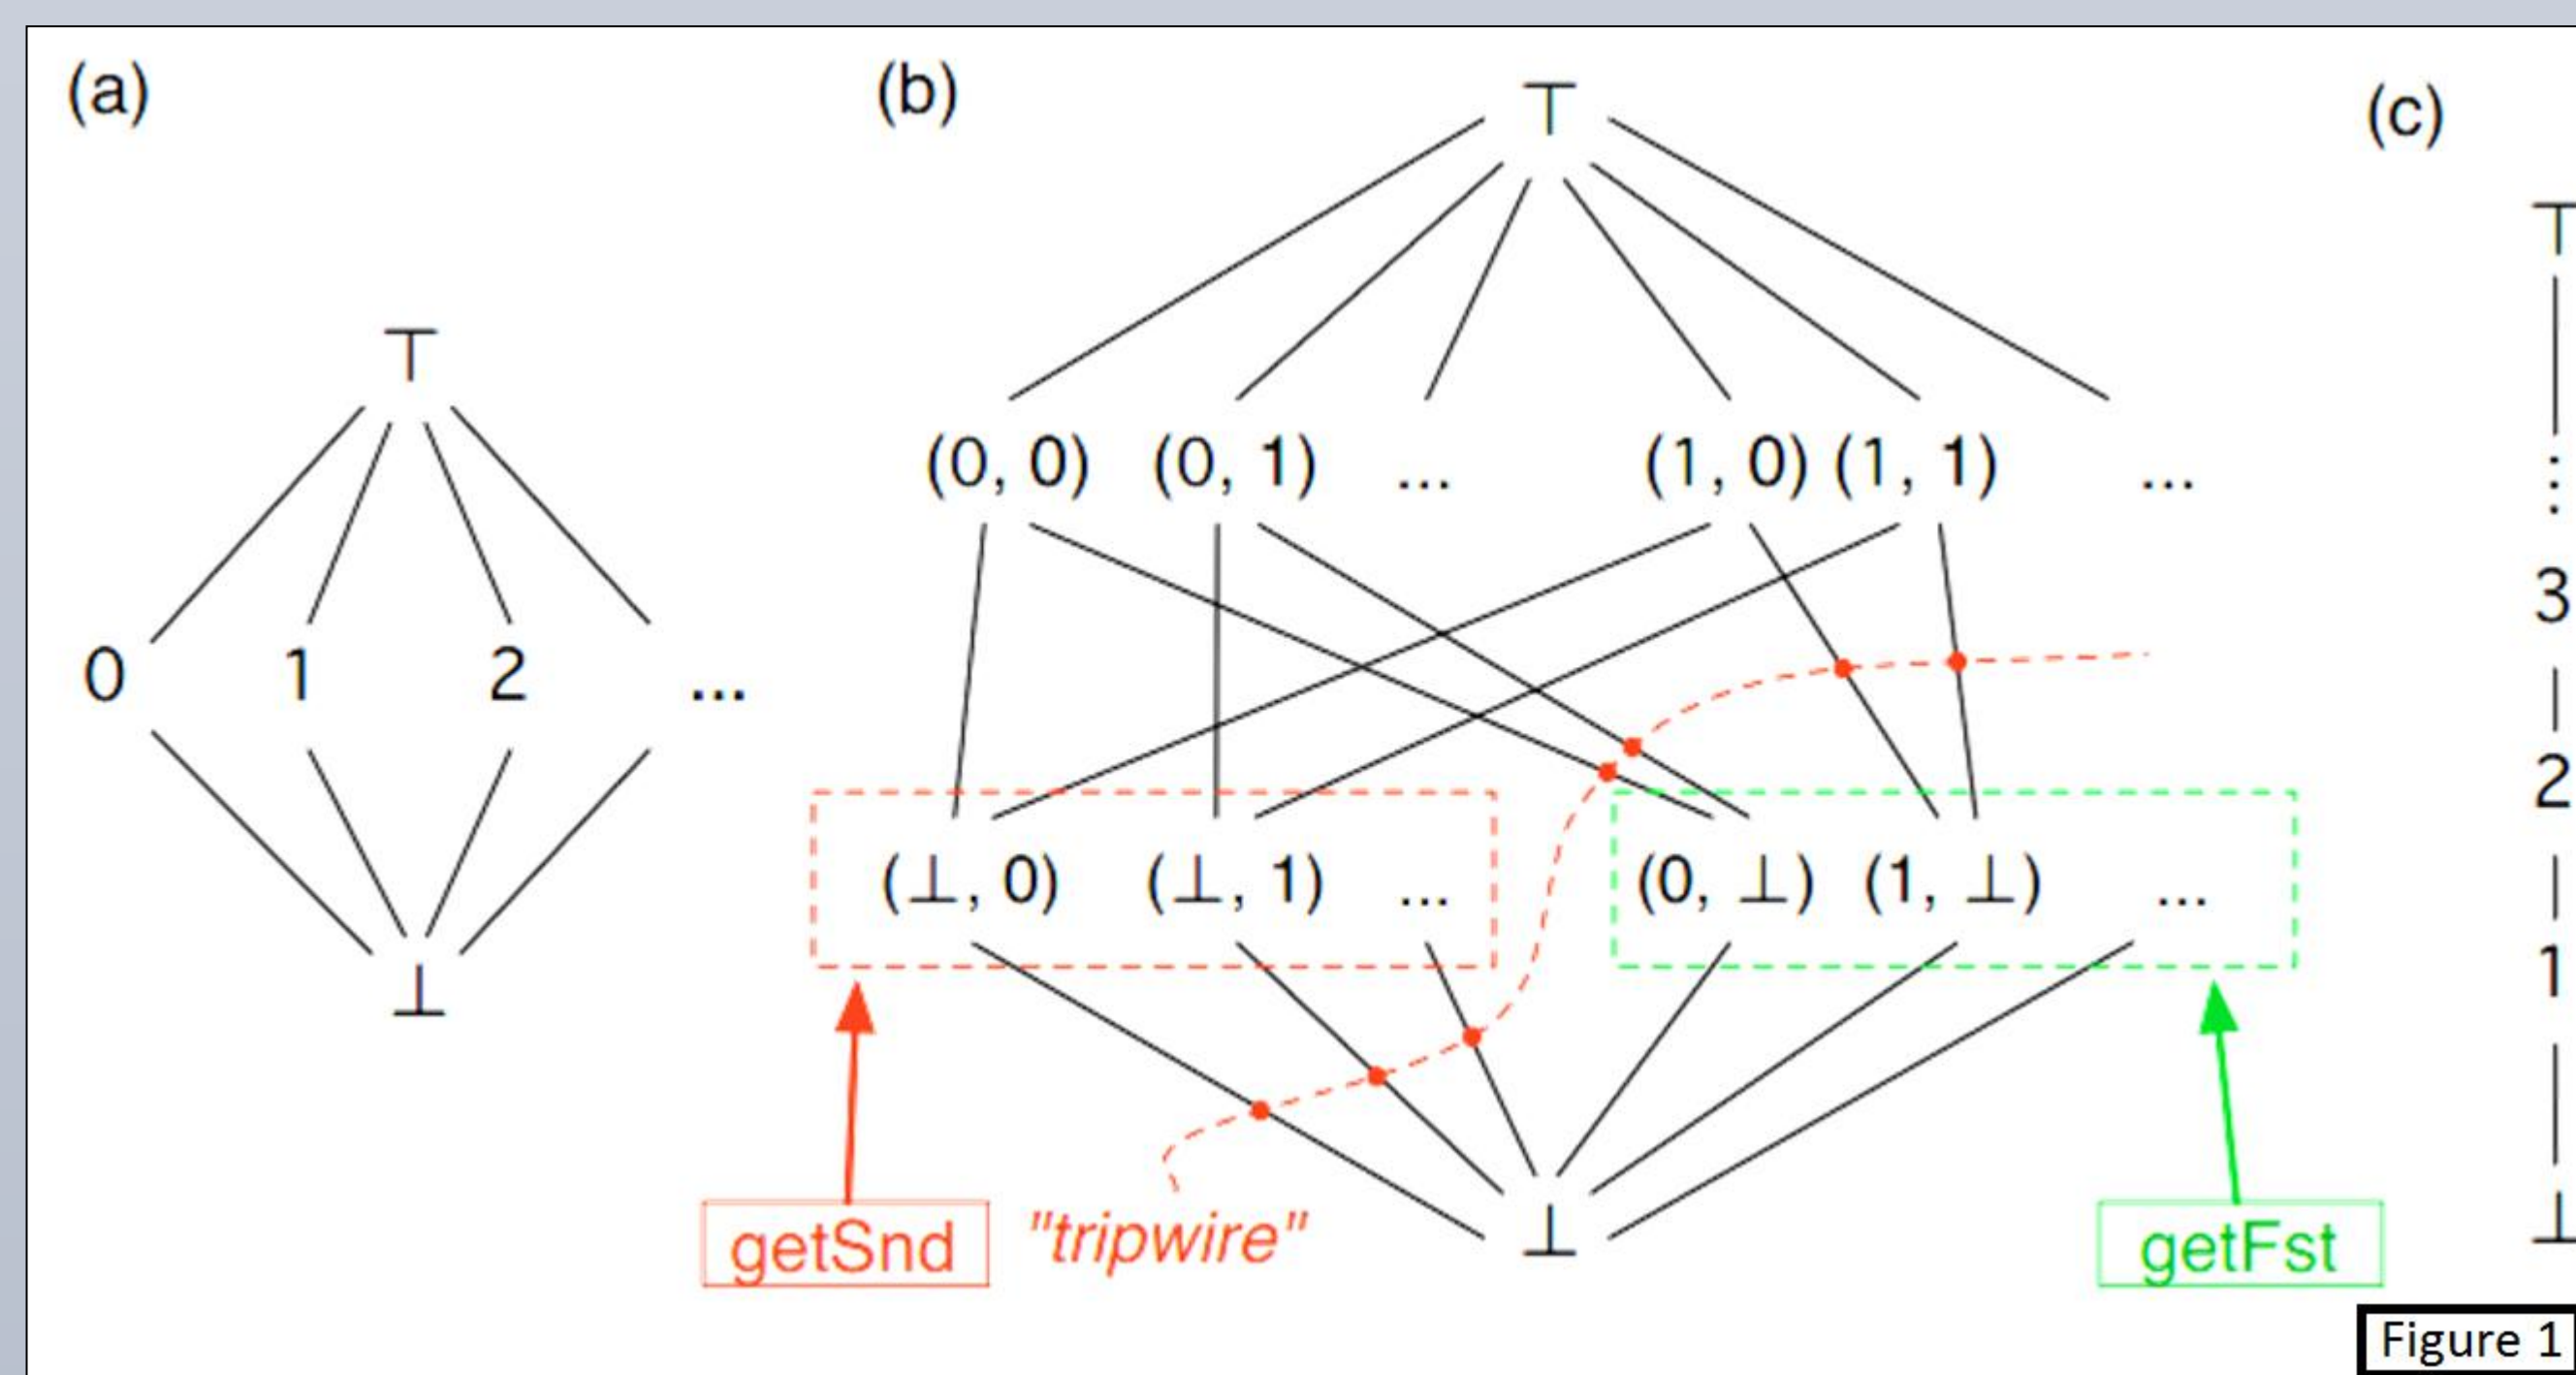 (a)
⊤
0 1 2 ...
⊥
(b)
⊤
(0, 0) (0, 1) ... (1, 0) (1, 1) ...
(⊥, 0) (⊥, 1) ... (0, ⊥) (1, ⊥) ...
getSnd "tripwire" ⊥ getFst
(c)
⊤
⋮
3
2
1
⊥
Figure 1